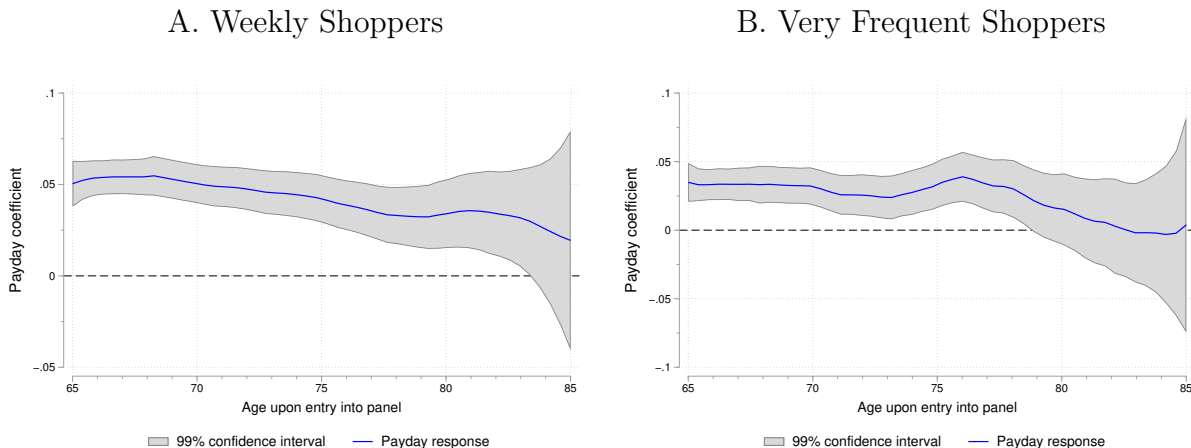 A. Weekly Shoppers
.1
.05
0
−.05
Payday coefficient
65 70 75 80 85
Age upon entry into panel
99% confidence interval Payday response
B. Very Frequent Shoppers
.1
.05
0
−.05
−.1
Payday coefficient
65 70 75 80 85
Age upon entry into panel
99% confidence interval Payday response